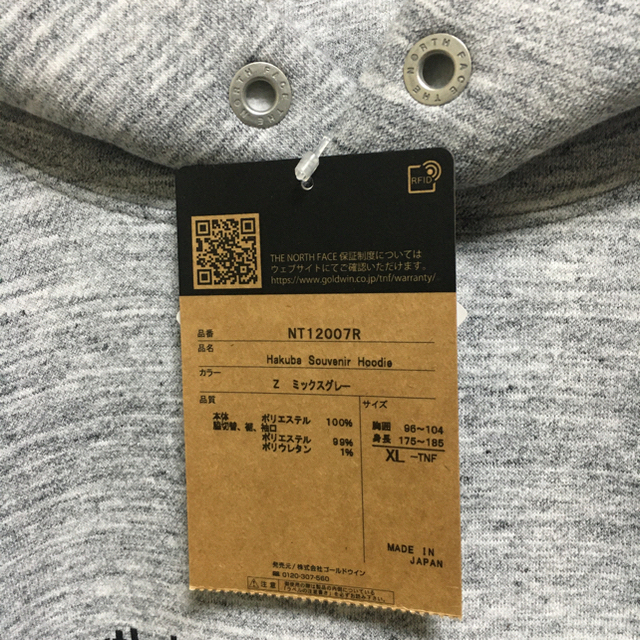 THE NORTH FACE
THE NORTH FACE
RFID
THE NORTH FACE 保証制度については
ウェブサイトにてご確認いただけます。
https://www.goldwin.co.jp/tnf/warranty/
品番 NT12007R
品名 Hakuba Souvenir Hoodie
カラー Z ミックスグレー
品質
本体 ポリエステル 100%
脇切替、裾、袖口
ポリエステル 99%
ポリウレタン 1%
サイズ
胸囲 96~104
身長 175~185
XL -TNF
MADE IN
JAPAN
発売元/株式会社ゴールドウイン
0120-307-560
注意